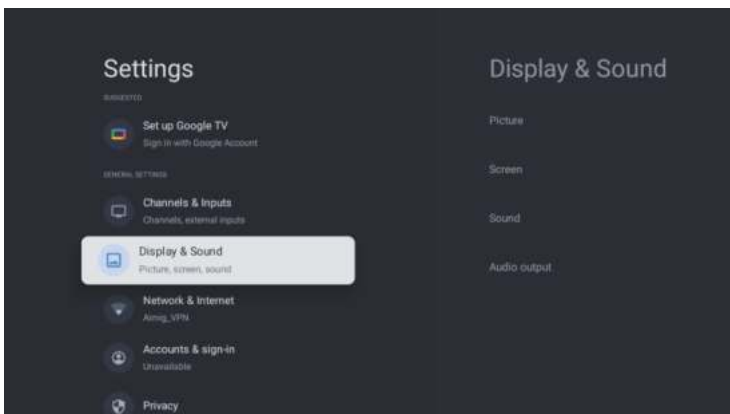 Settings
SUGGESTED
Set up Google TV
Sign in with Google Account
GENERAL SETTINGS
Channels & Inputs
Channels, external inputs
Display & Sound
Picture, screen, sound
Network & Internet
Aimig_VPN
Accounts & sign-in
Unavailable
Privacy
Display & Sound
Picture
Screen
Sound
Audio output